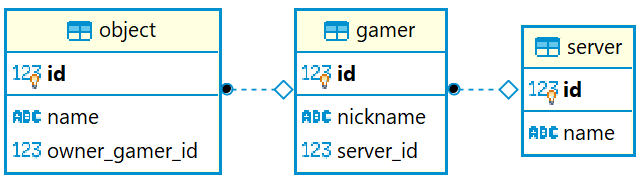 object
123 id
ABC name
123 owner_gamer_id
gamer
123 id
ABC nickname
123 server_id
server
123 id
ABC name